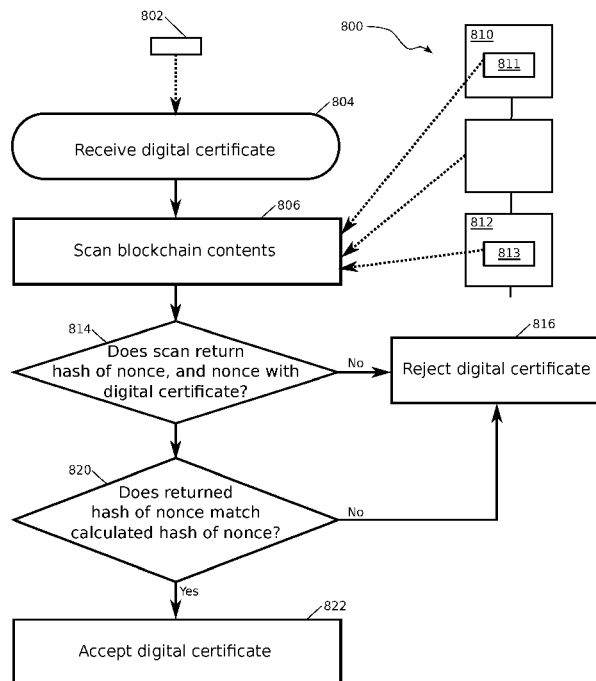 802
800
810
811
804
Receive digital certificate
806
Scan blockchain contents
812
813
814
Does scan return
hash of nonce, and nonce with
digital certificate?
No
816
Reject digital certificate
820
Does returned
hash of nonce match
calculated hash of nonce?
No
Yes
822
Accept digital certificate